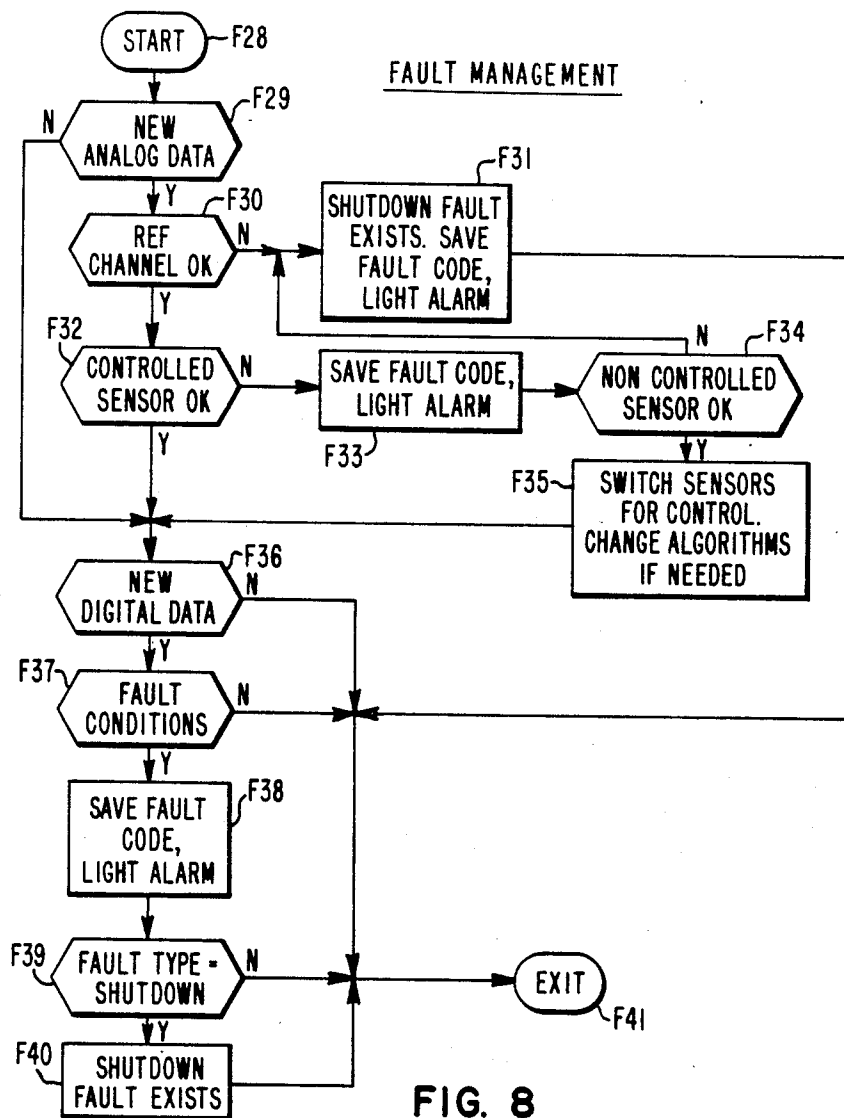 START
F28
FAULT MANAGEMENT
N
F29
NEW
ANALOG DATA
Y
F30
REF
CHANNEL OK
N
F31
SHUTDOWN FAULT
EXISTS. SAVE
FAULT CODE,
LIGHT ALARM
Y
F32
CONTROLLED
SENSOR OK
N
SAVE FAULT CODE,
LIGHT ALARM
F33
N
F34
NON CONTROLLED
SENSOR OK
Y
Y
F35
SWITCH SENSORS
FOR CONTROL.
CHANGE ALGORITHMS
IF NEEDED
F36
NEW
DIGITAL DATA
N
Y
F37
FAULT
CONDITIONS
N
Y
F38
SAVE FAULT
CODE,
LIGHT ALARM
F39
FAULT TYPE =
SHUTDOWN
N
EXIT
F41
Y
F40
SHUTDOWN
FAULT EXISTS
FIG. 8